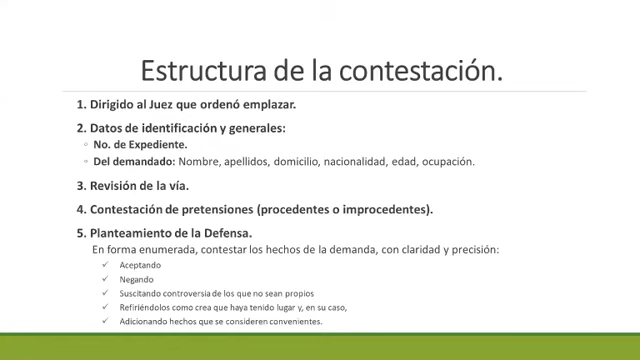 Estructura de la contestación.
1. Dirigido al Juez que ordenó emplazar.
2. Datos de identificación y generales:
◦ No. de Expediente.
◦ Del demandado: Nombre, apellidos, domicilio, nacionalidad, edad, ocupación.
3. Revisión de la vía.
4. Contestación de pretensiones (procedentes o improcedentes).
5. Planteamiento de la Defensa.
En forma enumerada, contestar los hechos de la demanda, con claridad y precisión:
✓ Aceptando
✓ Negando
✓ Suscitando controversia de los que no sean propios
✓ Refiriéndolos como crea que haya tenido lugar y, en su caso,
✓ Adicionando hechos que se consideren convenientes.